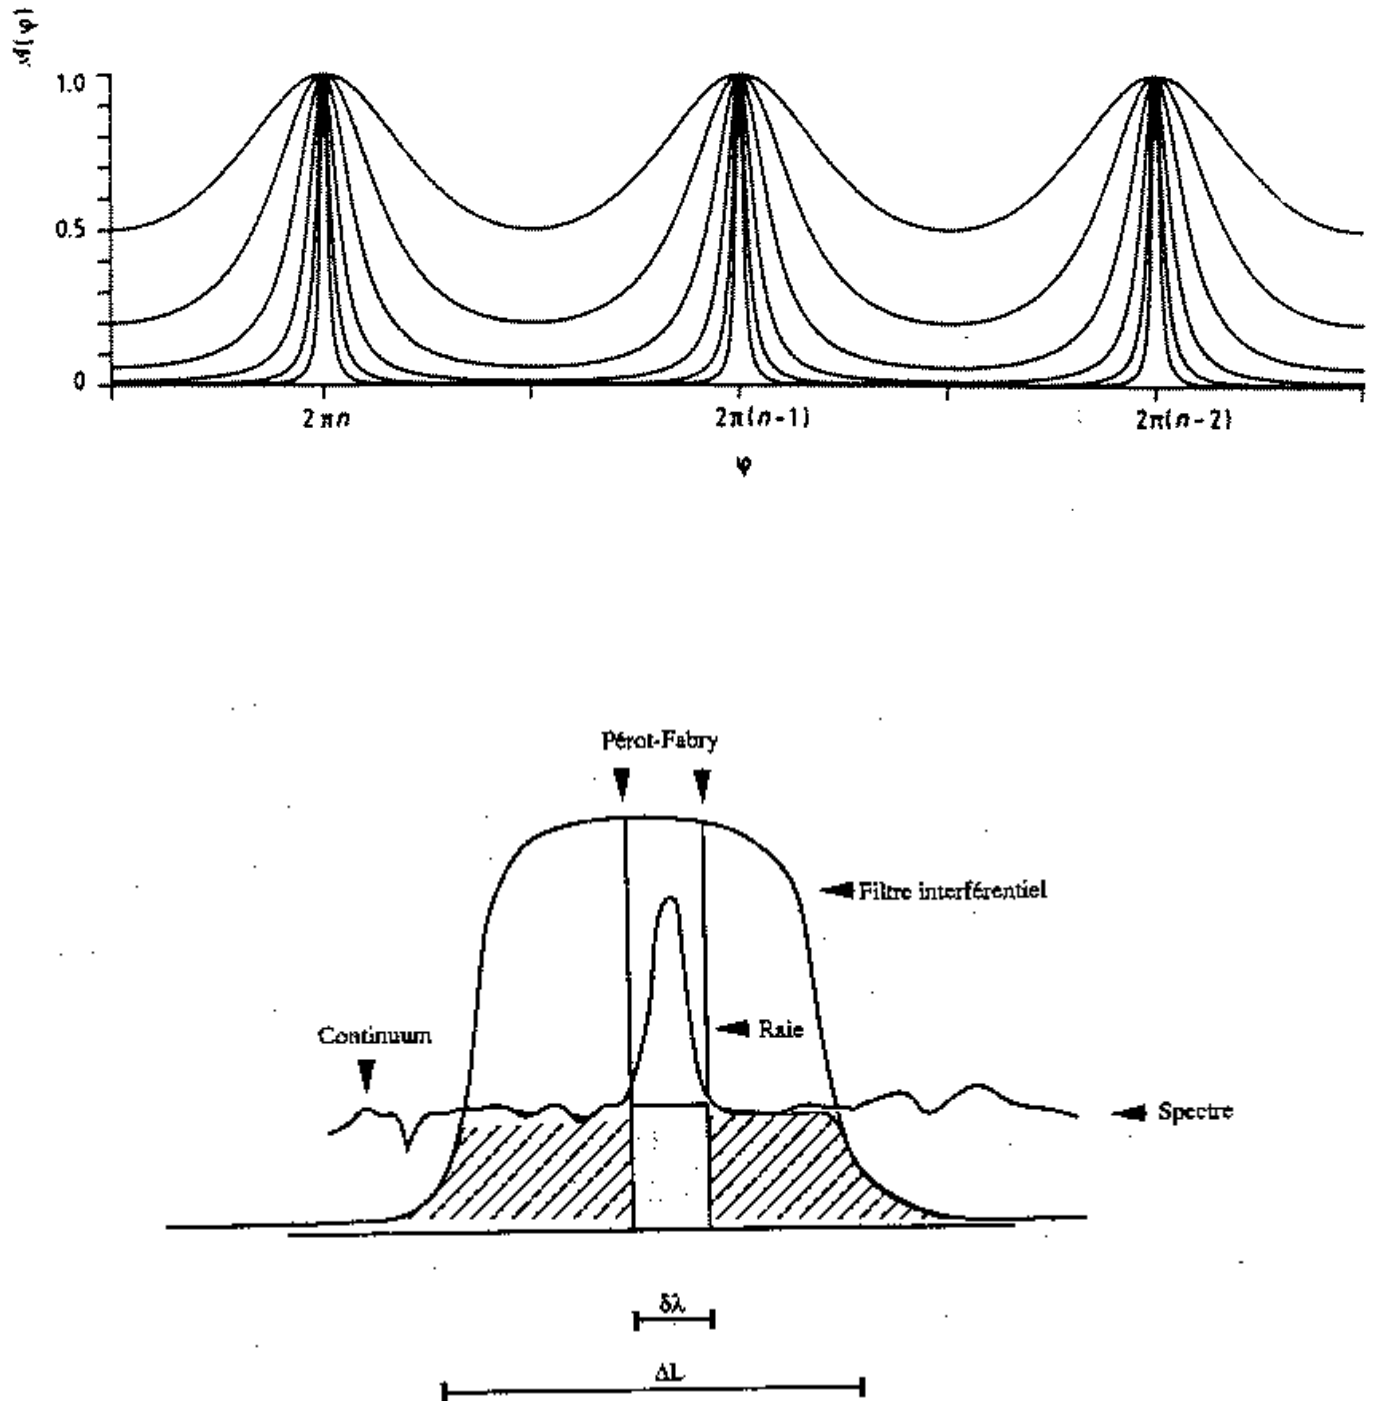 𝒜(φ)
1.0
0.5
0
2πn
2π(n-1)
2π(n-2)
φ
Pérot-Fabry
Filtre interférentiel
Continuum
Raie
Spectre
δλ
ΔL